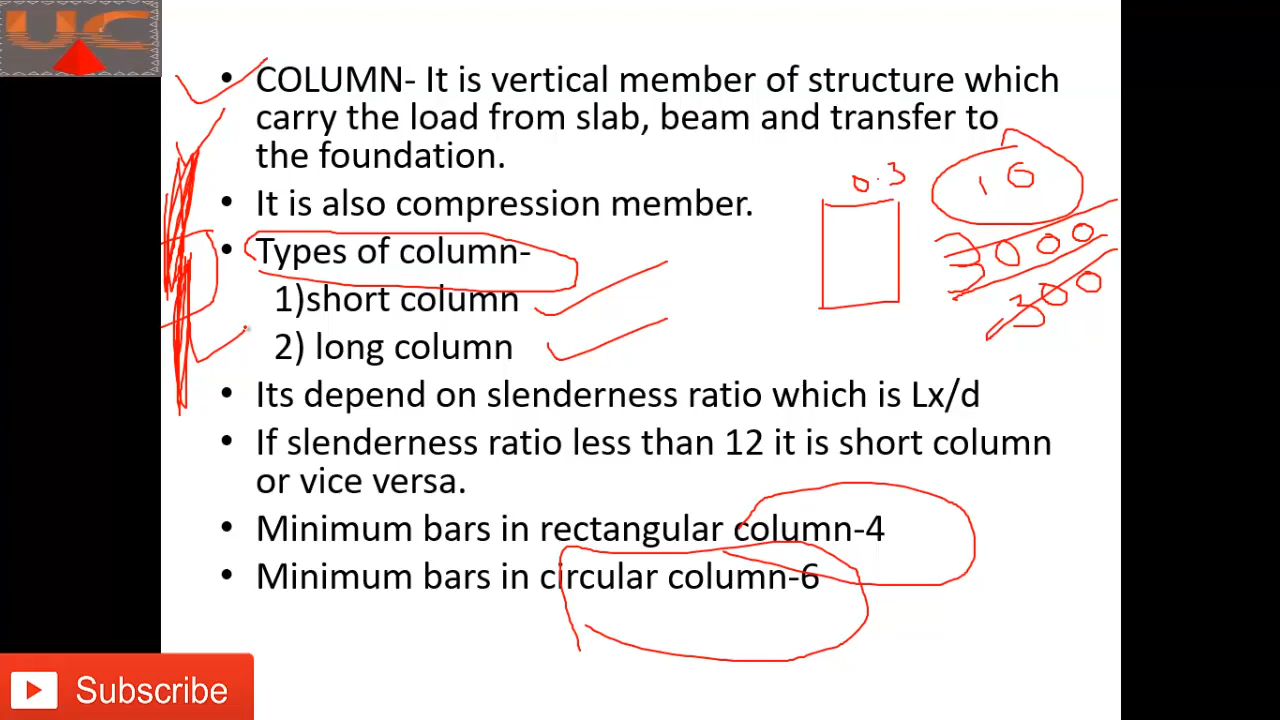 UC
• COLUMN- It is vertical member of structure which
carry the load from slab, beam and transfer to
the foundation.
• It is also compression member.
• Types of column-
1)short column
2) long column
• Its depend on slenderness ratio which is Lx/d
• If slenderness ratio less than 12 it is short column
or vice versa.
• Minimum bars in rectangular column-4
• Minimum bars in circular column-6
0.3
10
3000
300
Subscribe